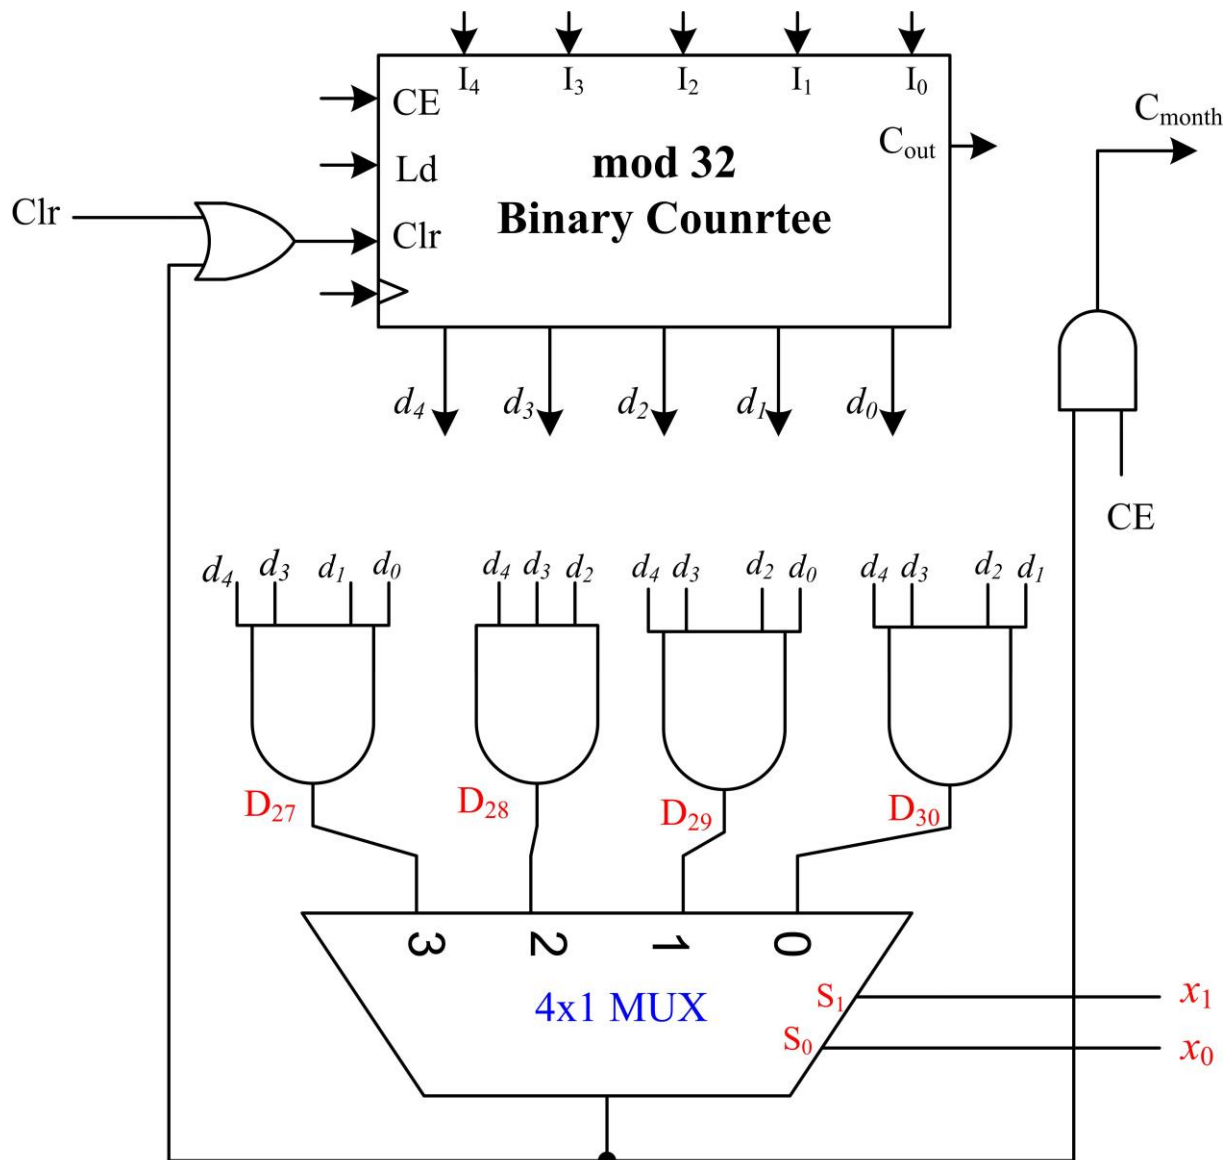 I4 I3 I2 I1 I0
CE
Cmonth
Cout
mod 32
Ld
Binary Counrtee
Clr
Clr
d4 d3 d2 d1 d0
CE
d4 d3 d1 d0 d4 d3 d2 d4 d3 d2 d0 d4 d3 d2 d1
D27 D28 D29 D30
3 2 1 0
4x1 MUX
S1 x1
S0 x0